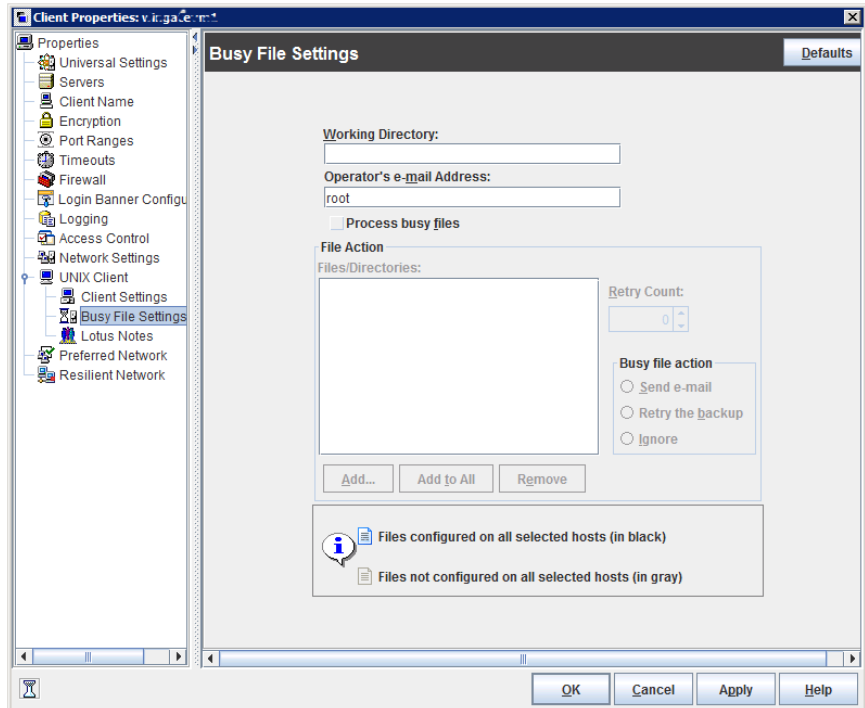 Client Properties:
Properties
Universal Settings
Servers
Client Name
Encryption
Port Ranges
Timeouts
Firewall
Login Banner Configu
Logging
Access Control
Network Settings
UNIX Client
Client Settings
Busy File Settings
Lotus Notes
Preferred Network
Resilient Network
Busy File Settings
Defaults
Working Directory:
Operator's e-mail Address:
root
Process busy files
File Action
Files/Directories:
Retry Count:
0
Busy file action
Send e-mail
Retry the backup
Ignore
Add...
Add to All
Remove
Files configured on all selected hosts (in black)
Files not configured on all selected hosts (in gray)
OK
Cancel
Apply
Help